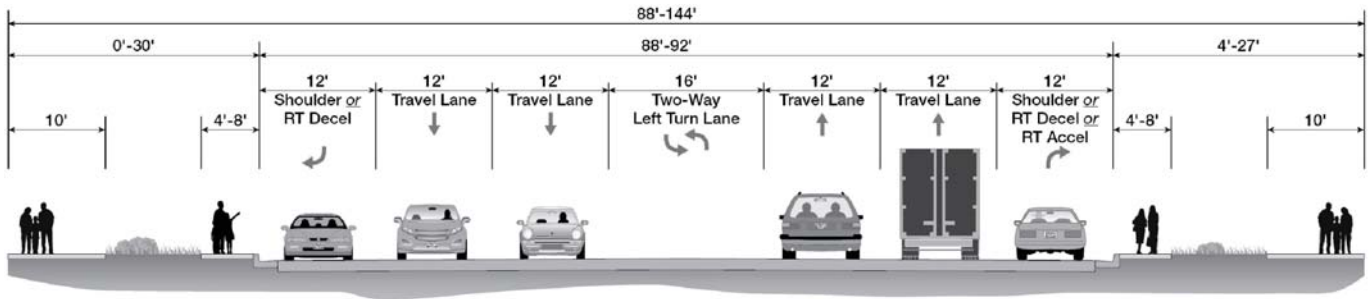 88'-144'
0'-30'
88'-92'
4'-27'
12'
Shoulder or
RT Decel
12'
Travel Lane
12'
Travel Lane
16'
Two-Way
Left Turn Lane
12'
Travel Lane
12'
Travel Lane
12'
Shoulder or
RT Decel or
RT Accel
10'
4'-8'
4'-8'
10'